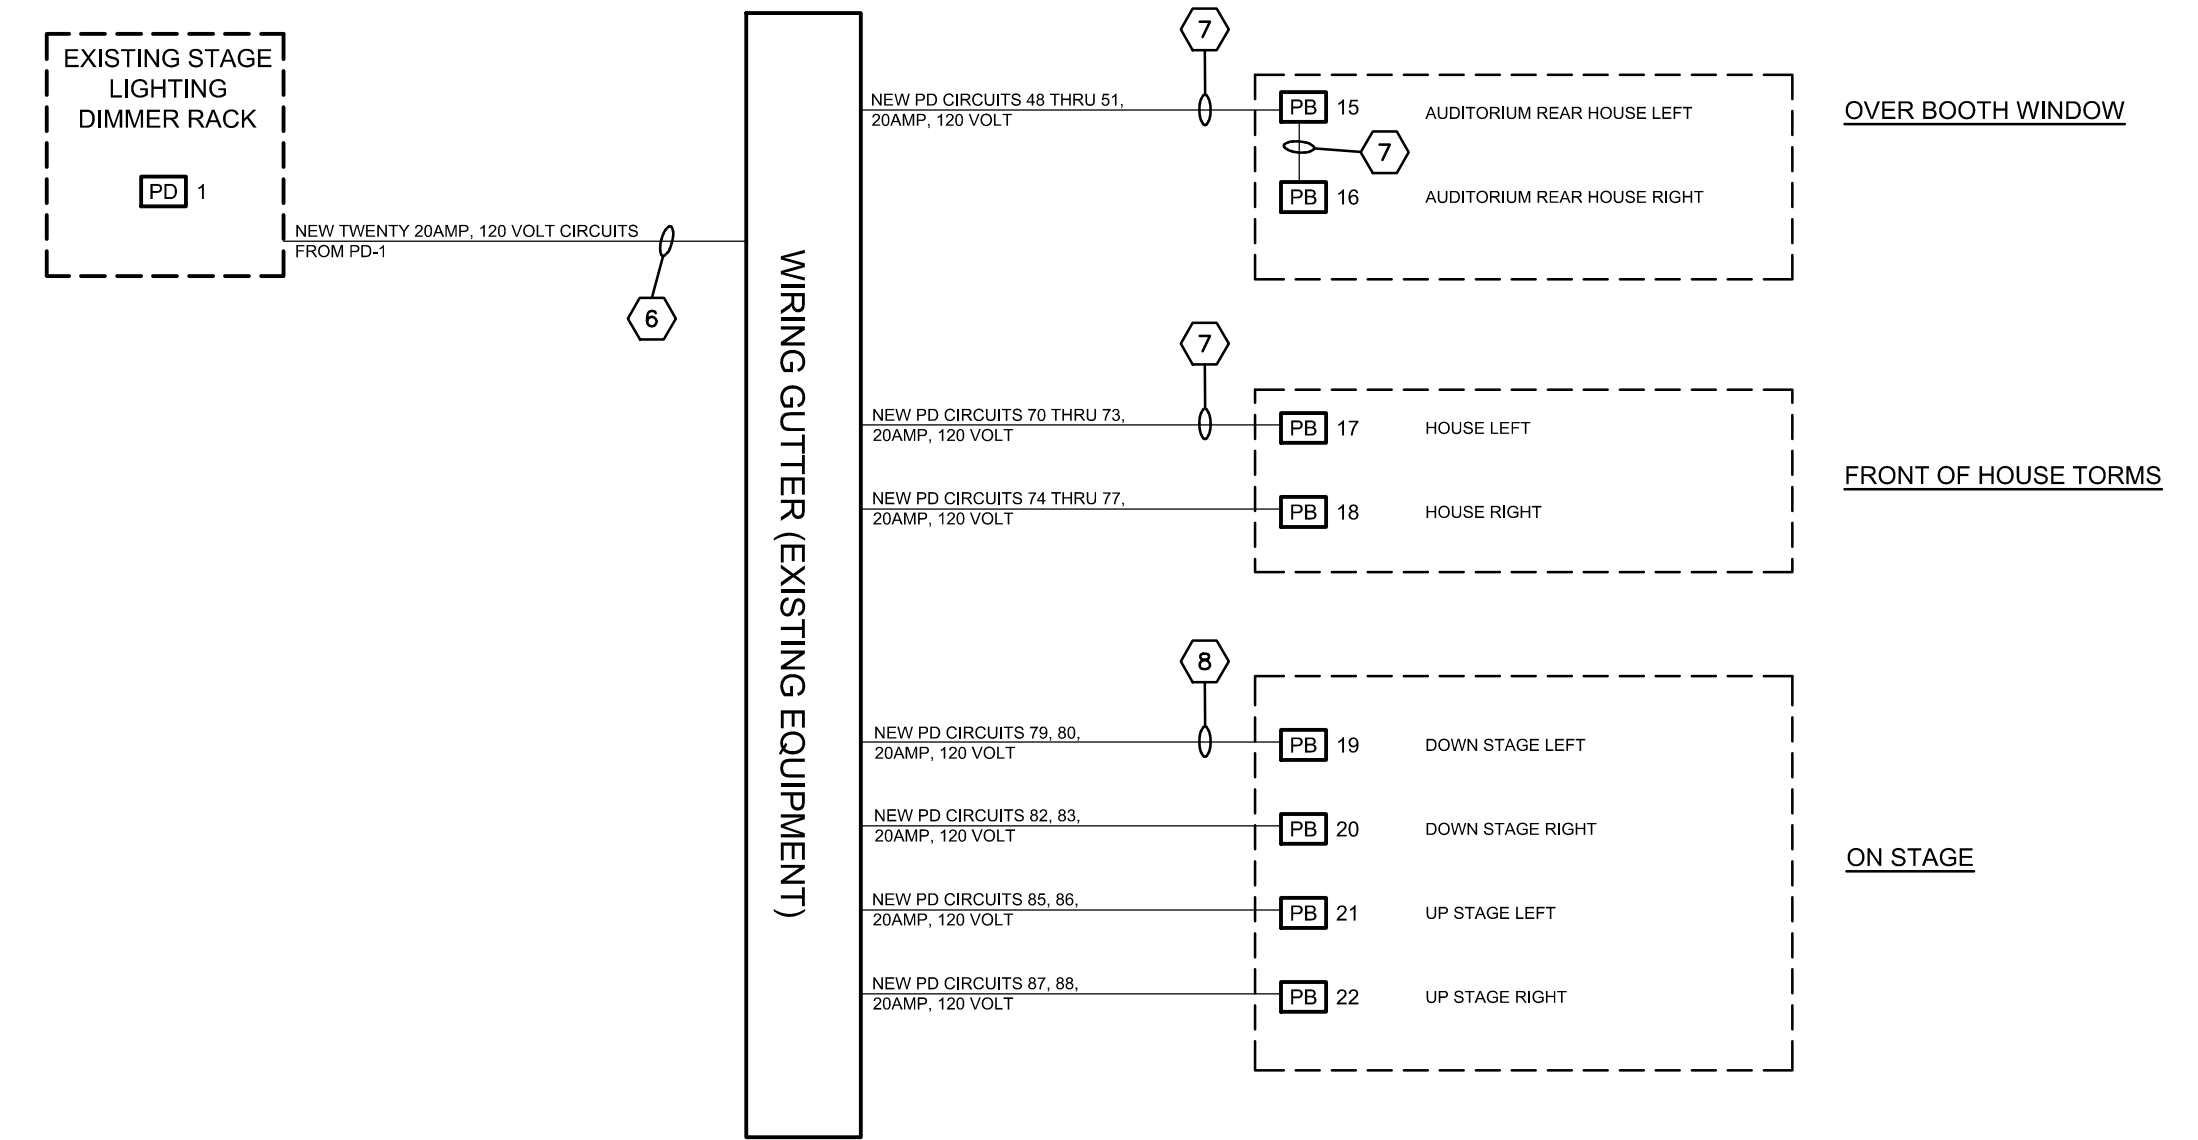 EXISTING STAGE
LIGHTING
DIMMER RACK
PD 1
NEW TWENTY 20AMP, 120 VOLT CIRCUITS
FROM PD-1
6
WIRING GUTTER (EXISTING EQUIPMENT)
7
NEW PD CIRCUITS 48 THRU 51,
20AMP, 120 VOLT
PB 15 AUDITORIUM REAR HOUSE LEFT
7
PB 16 AUDITORIUM REAR HOUSE RIGHT
OVER BOOTH WINDOW
7
NEW PD CIRCUITS 70 THRU 73,
20AMP, 120 VOLT
PB 17 HOUSE LEFT
NEW PD CIRCUITS 74 THRU 77,
20AMP, 120 VOLT
PB 18 HOUSE RIGHT
FRONT OF HOUSE TORMS
8
NEW PD CIRCUITS 79, 80,
20AMP, 120 VOLT
PB 19 DOWN STAGE LEFT
NEW PD CIRCUITS 82, 83,
20AMP, 120 VOLT
PB 20 DOWN STAGE RIGHT
NEW PD CIRCUITS 85, 86,
20AMP, 120 VOLT
PB 21 UP STAGE LEFT
NEW PD CIRCUITS 87, 88,
20AMP, 120 VOLT
PB 22 UP STAGE RIGHT
ON STAGE